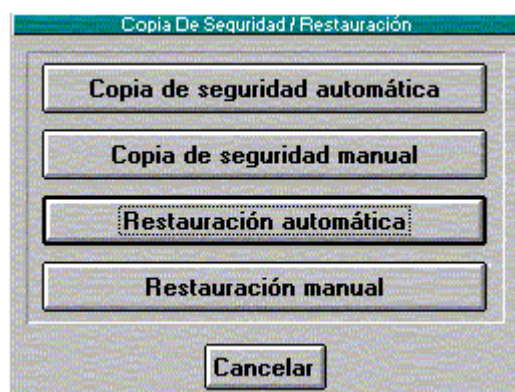 Copia De Seguridad / Restauración
Copia de seguridad automática
Copia de seguridad manual
Restauración automática
Restauración manual
Cancelar